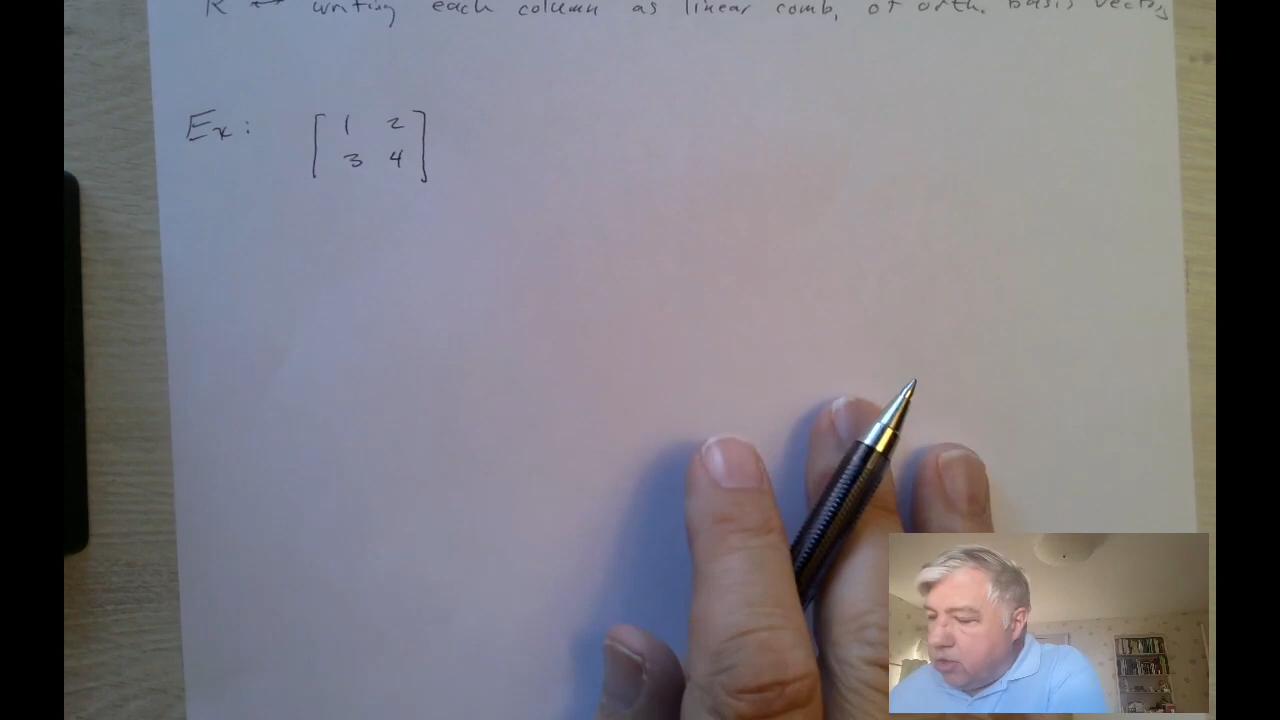 R ↔ writing each column as linear comb. of orth. basis vectors
Ex: [ 1 2
3 4 ]